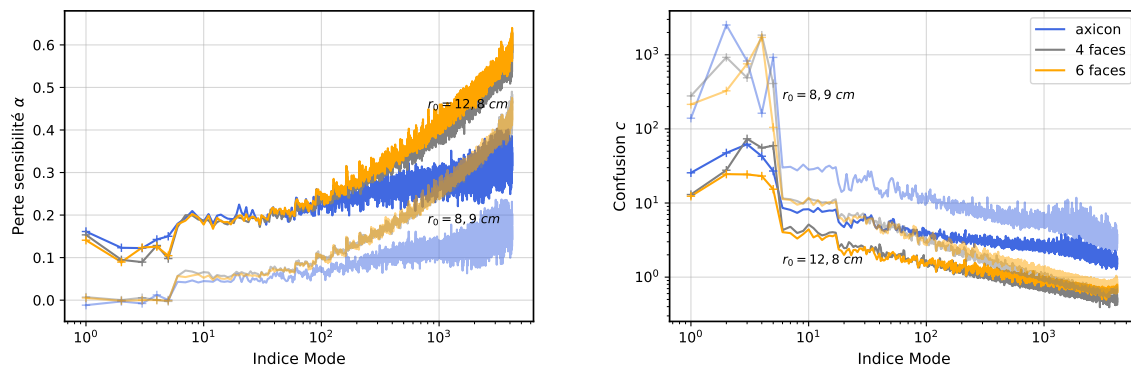 0.6
0.5
0.4
0.3
0.2
0.1
0.0
Perte sensibilité α
r₀ = 12, 8 cm
r₀ = 8, 9 cm
10⁰
10¹
10²
10³
Indice Mode
10³
10²
10¹
10⁰
Confusion c
axicon
4 faces
6 faces
r₀ = 8, 9 cm
r₀ = 12, 8 cm
10⁰
10¹
10²
10³
Indice Mode